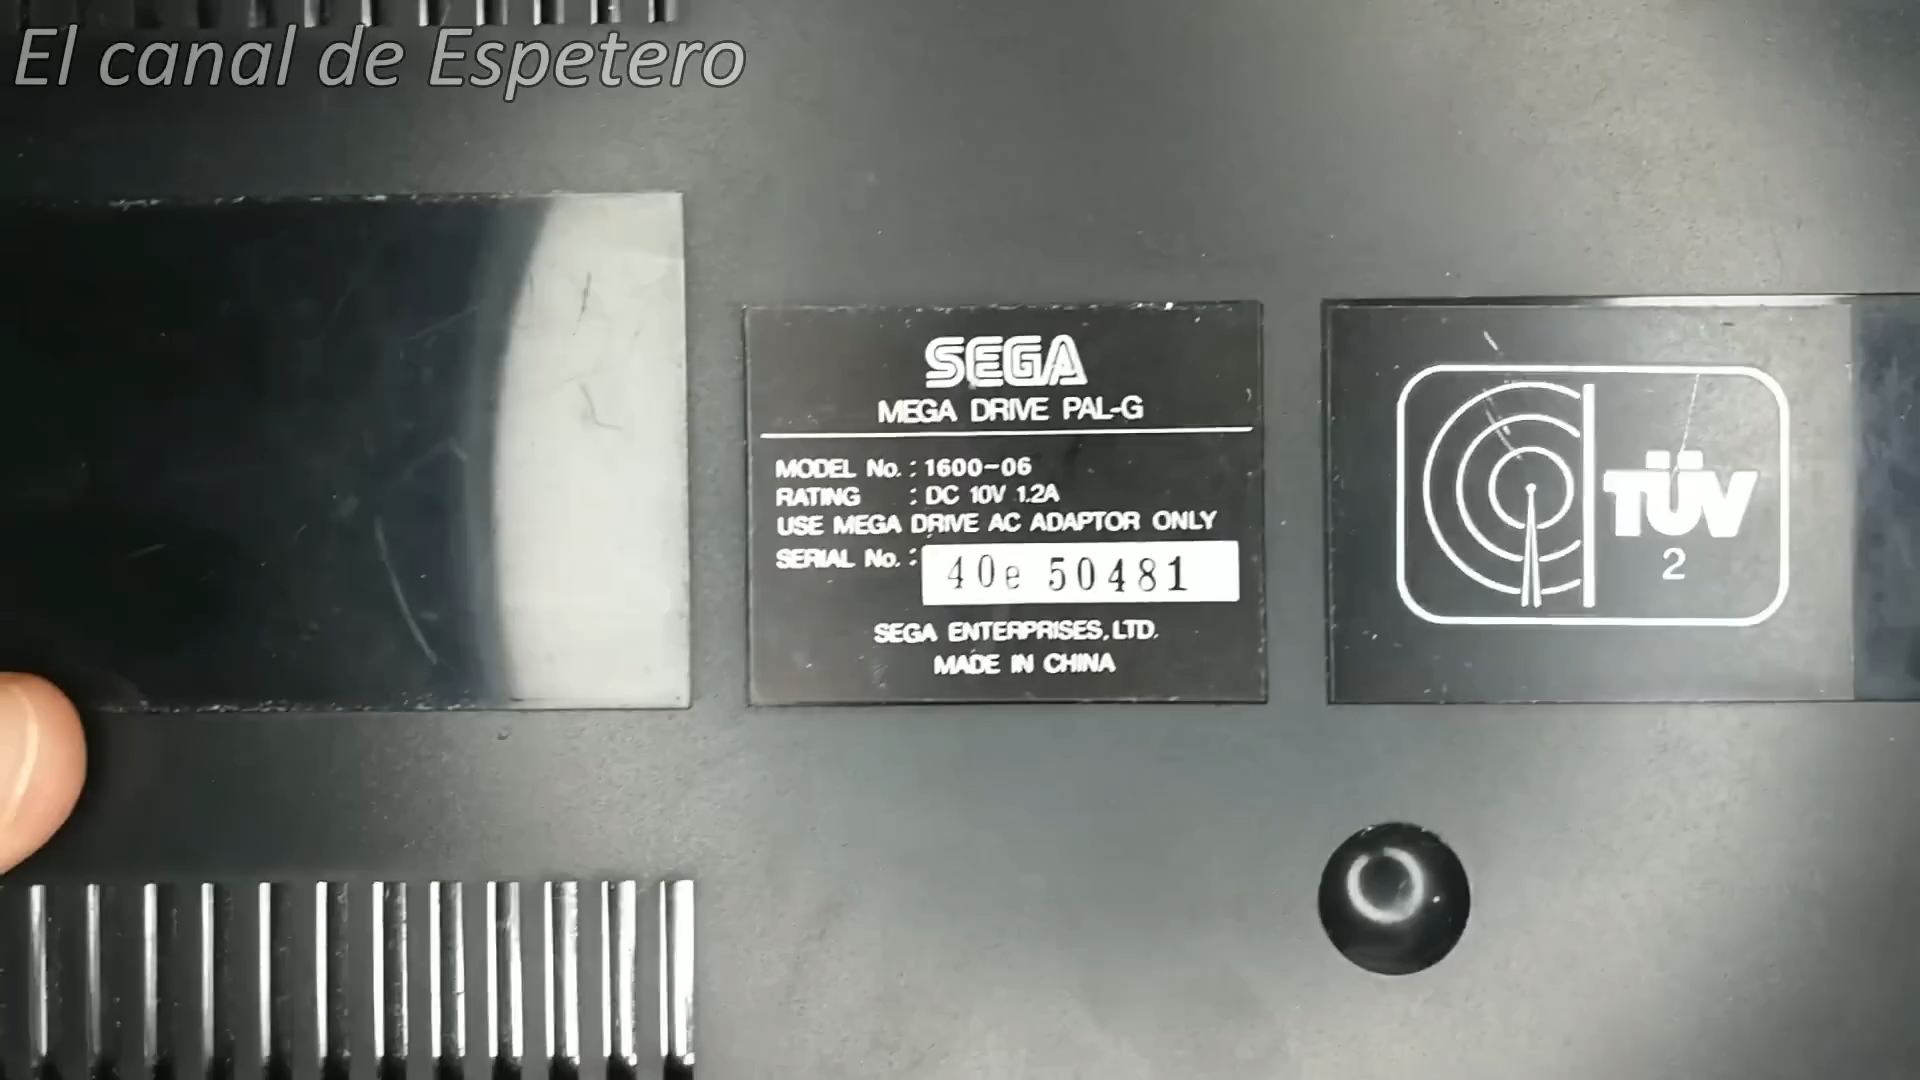 El canal de Espetero
SEGA
MEGA DRIVE PAL-G
MODEL No. : 1600-06
RATING : DC 10V 1.2A
USE MEGA DRIVE AC ADAPTOR ONLY
SERIAL No. : 40e 50481
SEGA ENTERPRISES, LTD.
MADE IN CHINA
TÜV
2